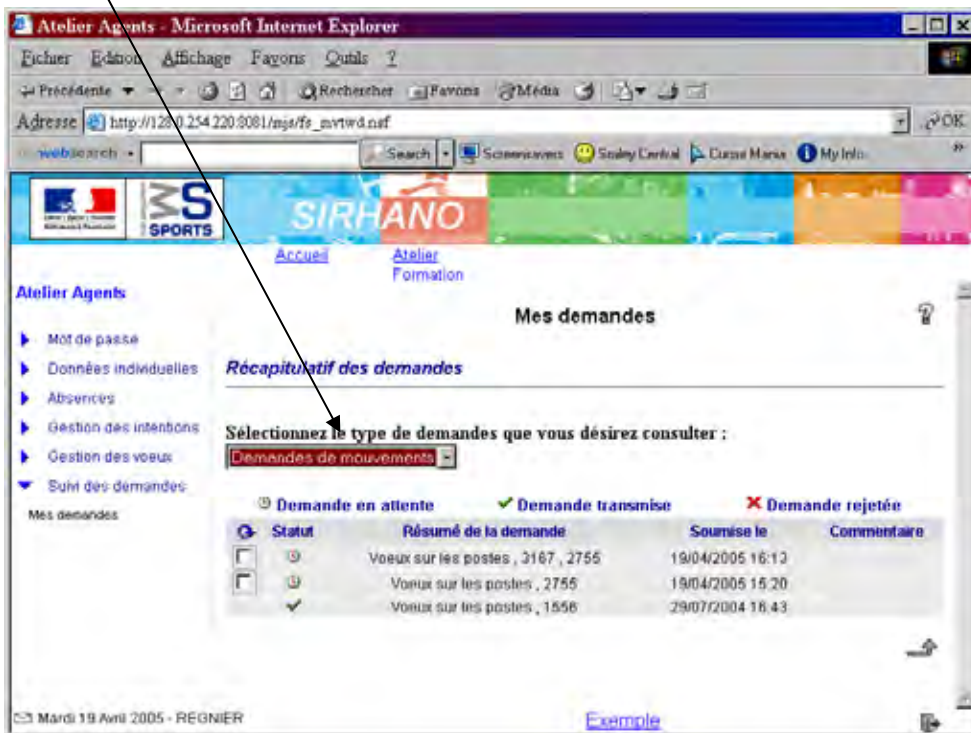 Atelier Agents - Microsoft Internet Explorer
Fichier Edition Affichage Favoris Outils ?
Précédente Rechercher Favoris Média
Adresse http://128.0.254.220:8081/mjs/fs_mvtwd.nsf OK
websearch Search Screensavers Smiley Central Cursor Mania My Info
SPORTS
SIRHANO
Accueil Atelier
Formation
Atelier Agents
Mes demandes
Mot de passe
Données individuelles Récapitulatif des demandes
Absences
Gestion des intentions Sélectionnez le type de demandes que vous désirez consulter :
Gestion des voeux Demandes de mouvements
Suivi des demandes
Mes demandes
Demande en attente Demande transmise Demande rejetée
Statut Résumé de la demande Soumise le Commentaire
Voeux sur les postes , 3167 , 2755 19/04/2005 16:13
Voeux sur les postes , 2755 19/04/2005 15:20
Voeux sur les postes , 1556 29/07/2004 16:43
Mardi 19 Avril 2005 - REGNIER Exemple